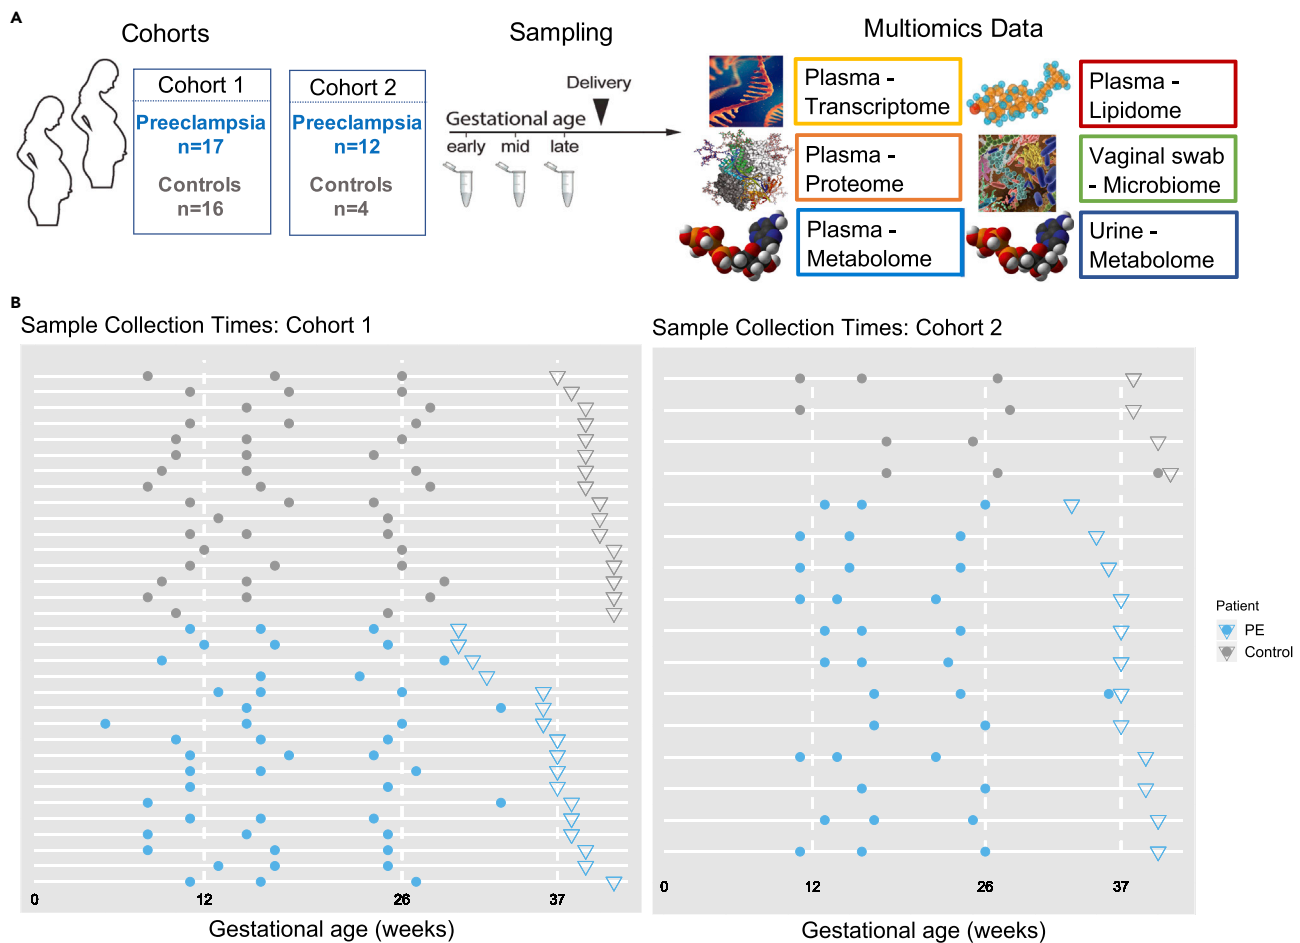 A
Cohorts
Sampling
Multiomics Data
Cohort 1
Preeclampsia
n=17
Controls
n=16
Cohort 2
Preeclampsia
n=12
Controls
n=4
Delivery
Gestational age
early mid late
Plasma -
Transcriptome
Plasma -
Lipidome
Plasma -
Proteome
Vaginal swab
- Microbiome
Plasma -
Metabolome
Urine -
Metabolome
B
Sample Collection Times: Cohort 1
0 12 26 37
Gestational age (weeks)
Sample Collection Times: Cohort 2
0 12 26 37
Gestational age (weeks)
Patient
PE
Control